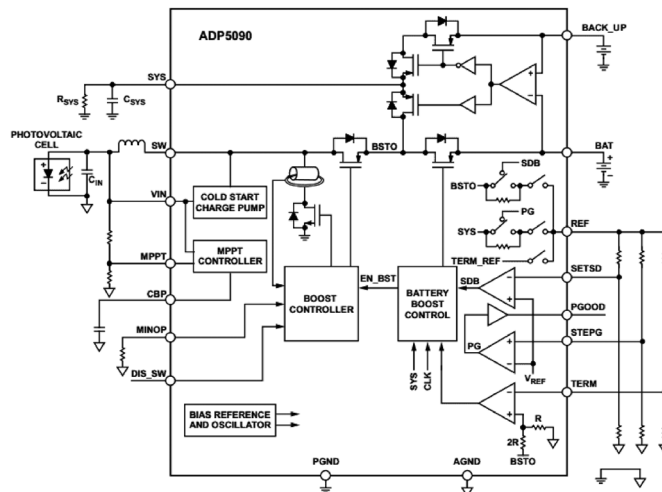 ADP5090
BACK_UP
SYS
RSYS
CSYS
PHOTOVOLTAIC
CELL
SW
BSTO
BAT
CIN
SDB
BSTO
VIN
COLD START
CHARGE PUMP
PG
SYS
REF
MPPT
MPPT
CONTROLLER
TERM_REF
SETSD
CBP
BOOST
CONTROLLER
EN_BST
BATTERY
BOOST
CONTROL
SDB
PGOOD
MINOP
PG
STEPG
DIS_SW
SYS
CLK
VREF
TERM
BIAS REFERENCE
AND OSCILLATOR
R
2R
BSTO
PGND
AGND